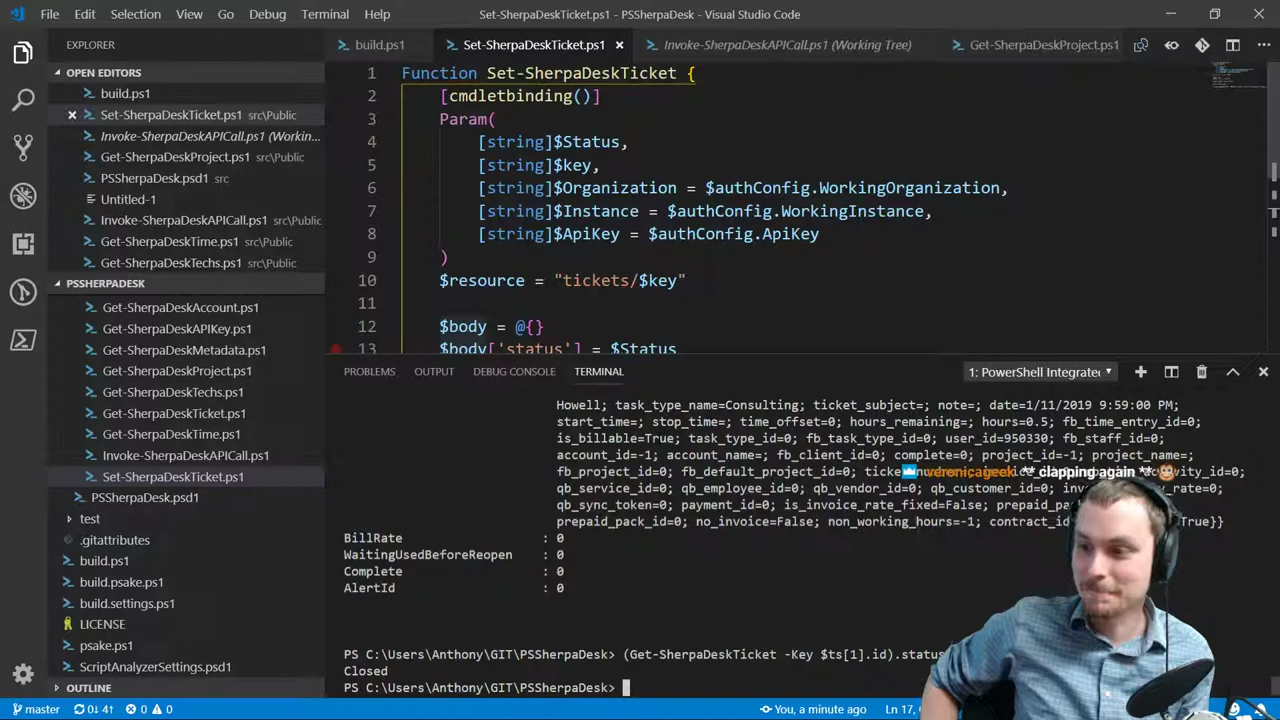 File Edit Selection View Go Debug Terminal Help
Set-SherpaDeskTicket.ps1 - PSSherpaDesk - Visual Studio Code
EXPLORER
OPEN EDITORS
build.ps1
Set-SherpaDeskTicket.ps1 src\Public
Invoke-SherpaDeskAPICall.ps1 (Workin...
Get-SherpaDeskProject.ps1 src\Public
PSSherpaDesk.psd1 src
Untitled-1
Invoke-SherpaDeskAPICall.ps1 src\Public
Get-SherpaDeskTime.ps1 src\Public
Get-SherpaDeskTechs.ps1 src\Public
PSSHERPADESK
Get-SherpaDeskAccount.ps1
Get-SherpaDeskAPIKey.ps1
Get-SherpaDeskMetadata.ps1
Get-SherpaDeskProject.ps1
Get-SherpaDeskTechs.ps1
Get-SherpaDeskTicket.ps1
Get-SherpaDeskTime.ps1
Invoke-SherpaDeskAPICall.ps1
Set-SherpaDeskTicket.ps1
PSSherpaDesk.psd1
test
.gitattributes
build.ps1
build.psake.ps1
build.settings.ps1
LICENSE
psake.ps1
ScriptAnalyzerSettings.psd1
OUTLINE
build.ps1 Set-SherpaDeskTicket.ps1 Invoke-SherpaDeskAPICall.ps1 (Working Tree) Get-SherpaDeskProject.ps1
1 Function Set-SherpaDeskTicket {
2 [cmdletbinding()]
3 Param(
4 [string]$Status,
5 [string]$key,
6 [string]$Organization = $authConfig.WorkingOrganization,
7 [string]$Instance = $authConfig.WorkingInstance,
8 [string]$ApiKey = $authConfig.ApiKey
9 )
10 $resource = "tickets/$key"
11
12 $body = @{}
13 $body['status'] = $Status
PROBLEMS OUTPUT DEBUG CONSOLE TERMINAL 1: PowerShell Integrate
Howell; task_type_name=Consulting; ticket_subject=; note=; date=1/11/2019 9:59:00 PM;
start_time=; stop_time=; time_offset=0; hours_remaining=; hours=0.5; fb_time_entry_id=0;
is_billable=True; task_type_id=0; fb_task_type_id=0; user_id=950330; fb_staff_id=0;
account_id=-1; account_name=; fb_client_id=0; complete=0; project_id=-1; project_name=;
fb_project_id=0; fb_default_project_id=0;
veronicageek ** clapping again **
qb_service_id=0; qb_employee_id=0; qb_vendor_id=0; qb_customer_id=0;
qb_sync_token=0; payment_id=0; is_invoice_rate_fixed=False;
prepaid_pack_id=0; no_invoice=False; non_working_hours=-1;
BillRate : 0
WaitingUsedBeforeReopen : 0
Complete : 0
AlertId : 0
PS C:\Users\Anthony\GIT\PSSherpaDesk> (Get-SherpaDeskTicket -Key $ts[1].id).status
Closed
PS C:\Users\Anthony\GIT\PSSherpaDesk>
master 0↓ 4↑ 0 0 You, a minute ago Ln 17,